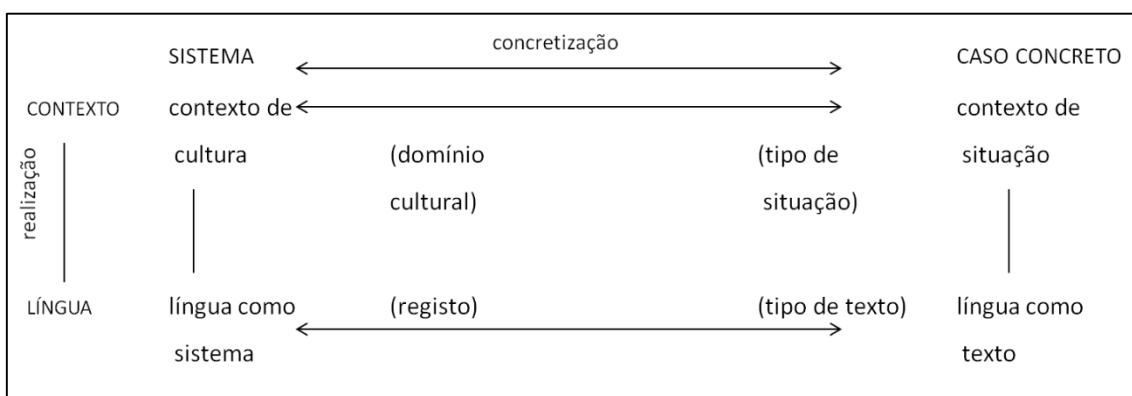 concretização
SISTEMA CASO CONCRETO
CONTEXTO contexto de contexto de
cultura (domínio (tipo de situação
cultural) situação)
realização
LÍNGUA língua como (registo) (tipo de texto) língua como
sistema texto